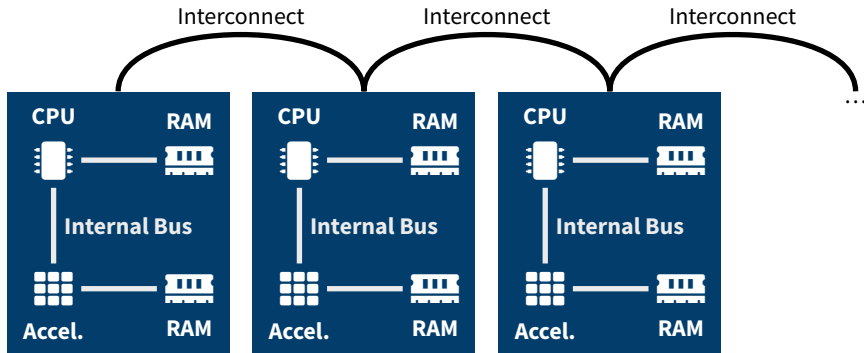 Interconnect Interconnect Interconnect
...
CPU RAM CPU RAM CPU RAM
Internal Bus Internal Bus Internal Bus
Accel. RAM Accel. RAM Accel. RAM